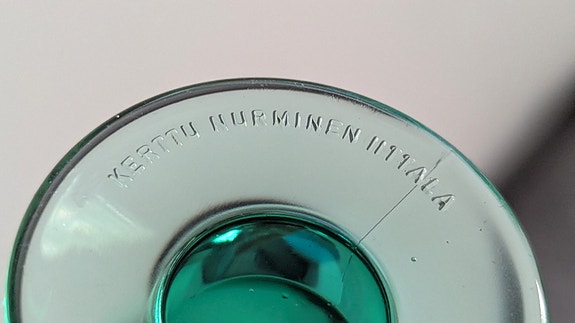 KERTTU NURMINEN IITTALA